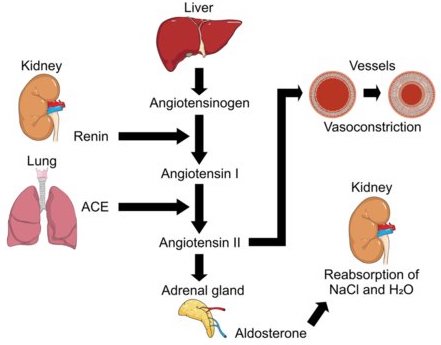 Liver
Kidney
Vessels
Angiotensinogen
Vasoconstriction
Renin
Lung
Angiotensin I
Kidney
ACE
Angiotensin II
Reabsorption of
NaCl and H₂O
Adrenal gland
Aldosterone